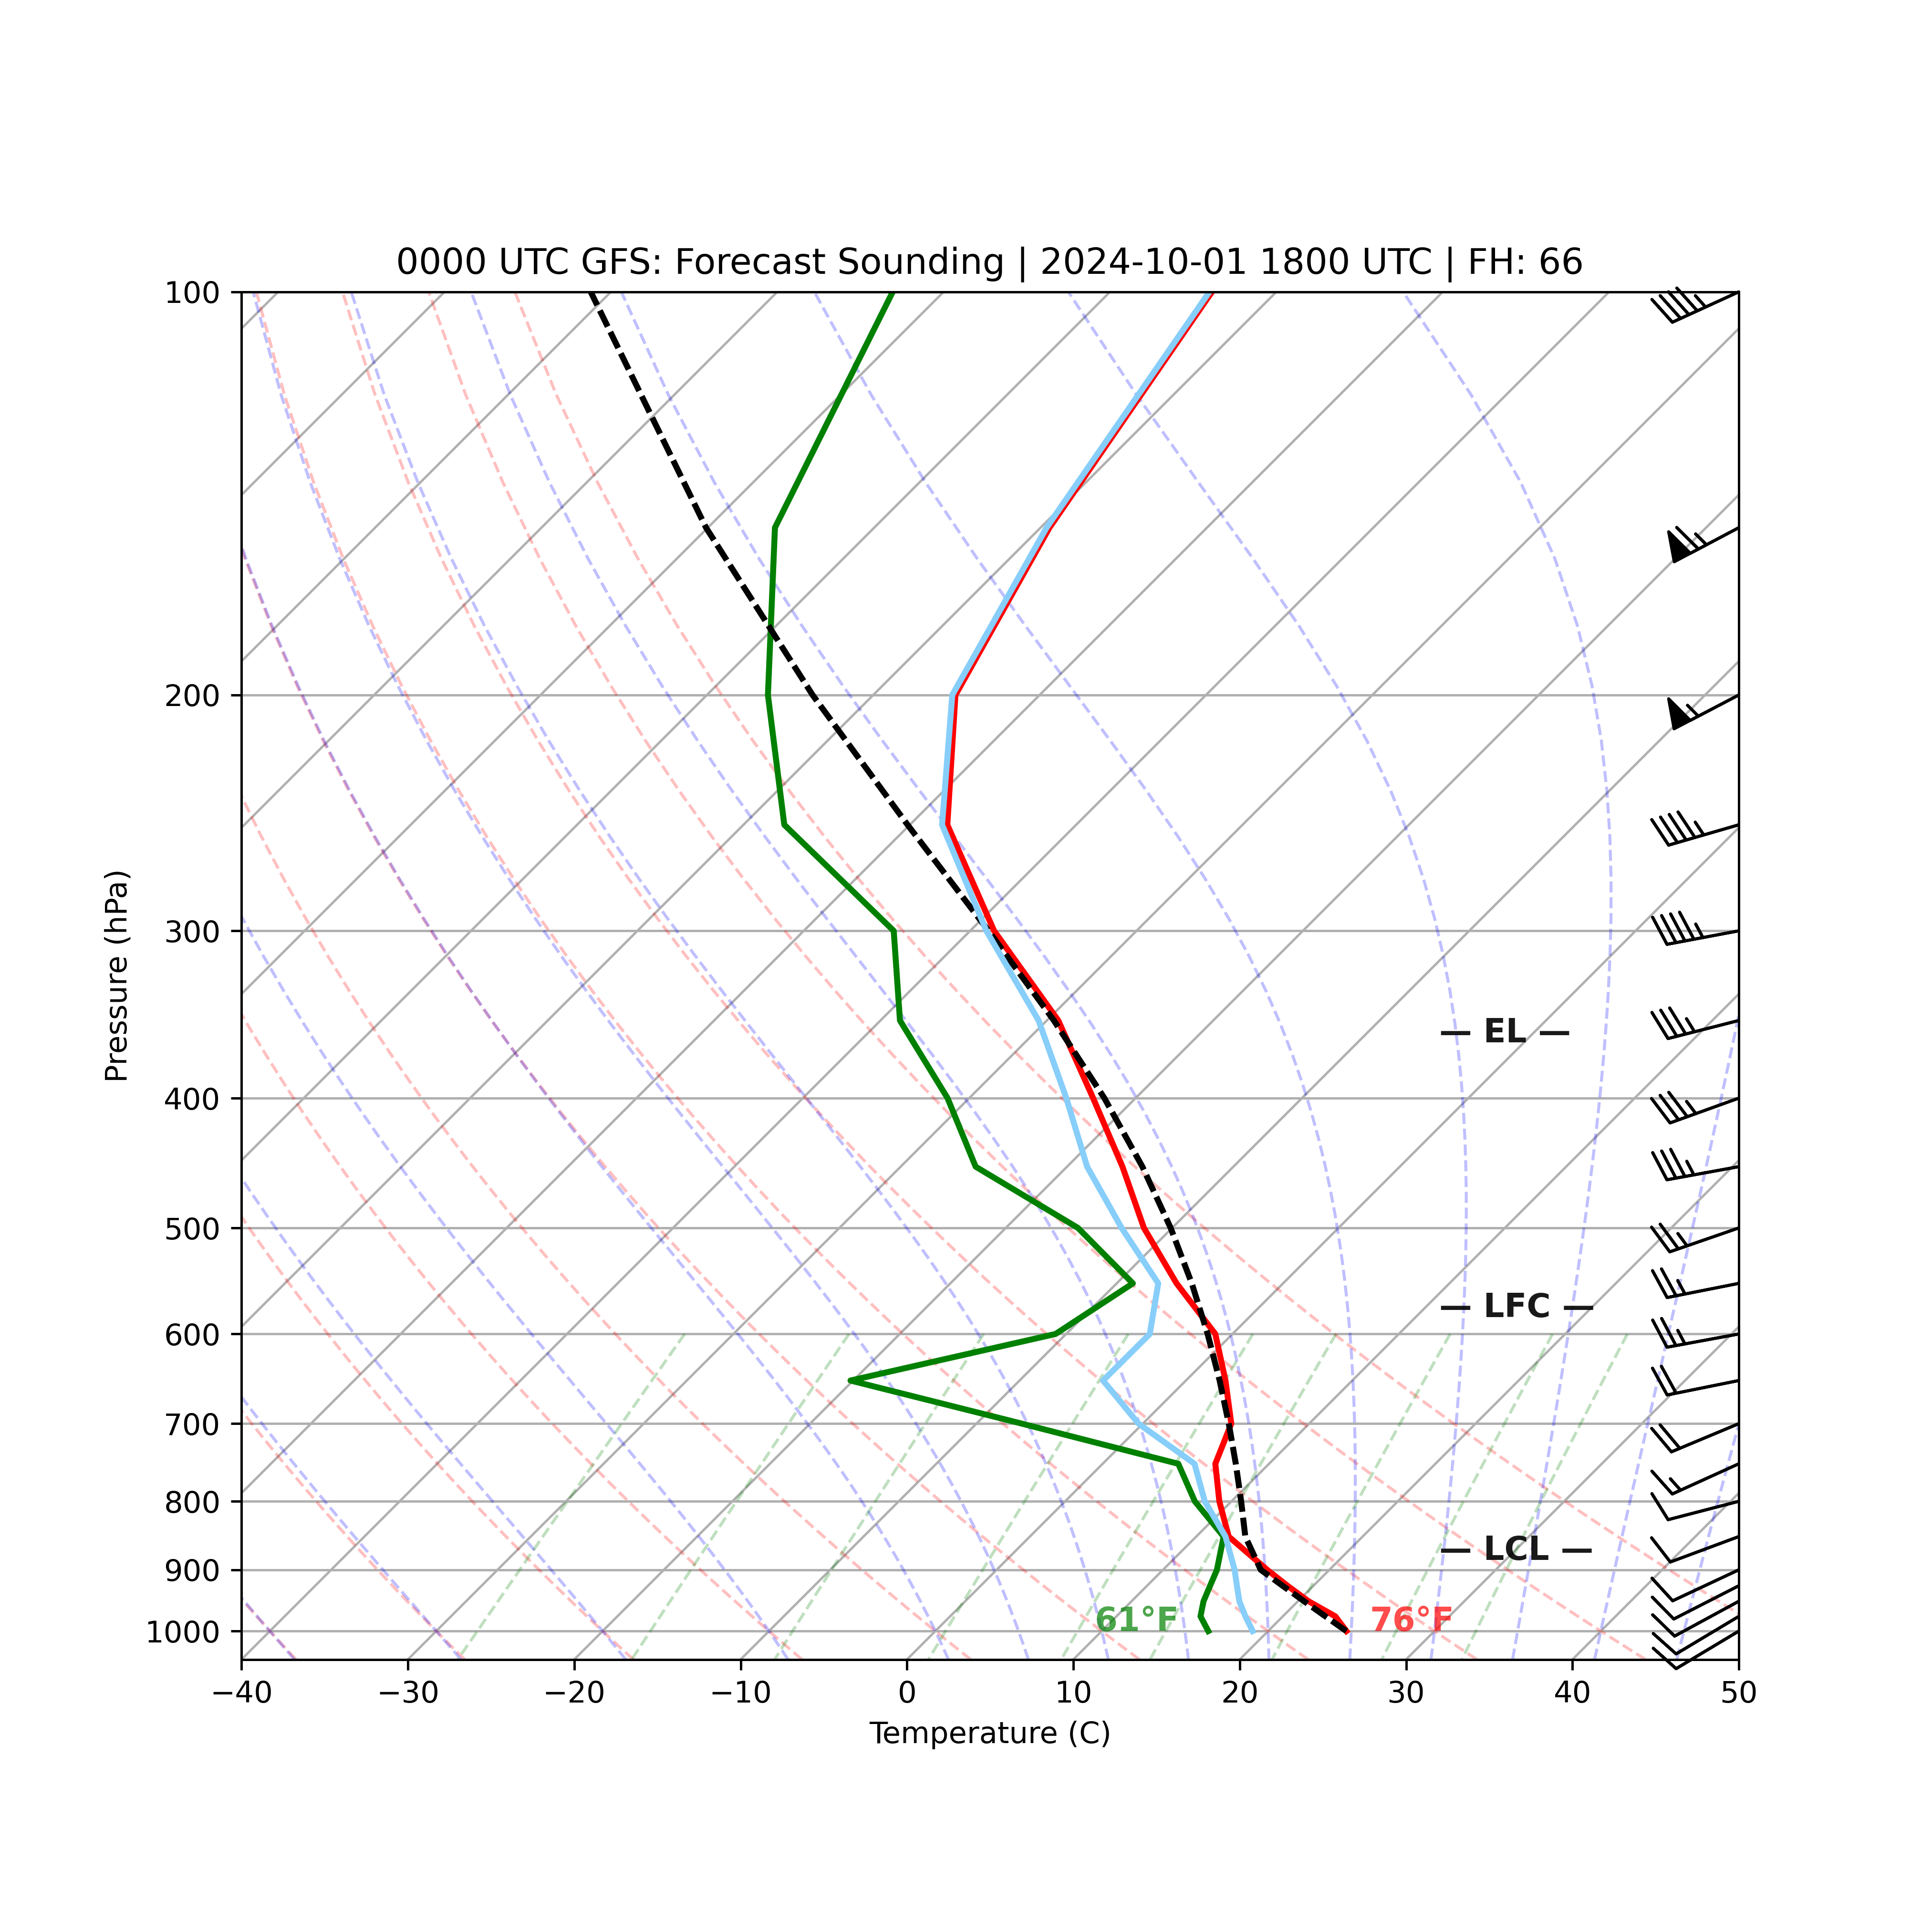 0000 UTC GFS: Forecast Sounding | 2024-10-01 1800 UTC | FH: 66
100
200
300
— EL —
400
500
— LFC —
600
700
800
— LCL —
900
61°F 76°F
1000
−40 −30 −20 −10 0 10 20 30 40 50
Temperature (C)
Pressure (hPa)